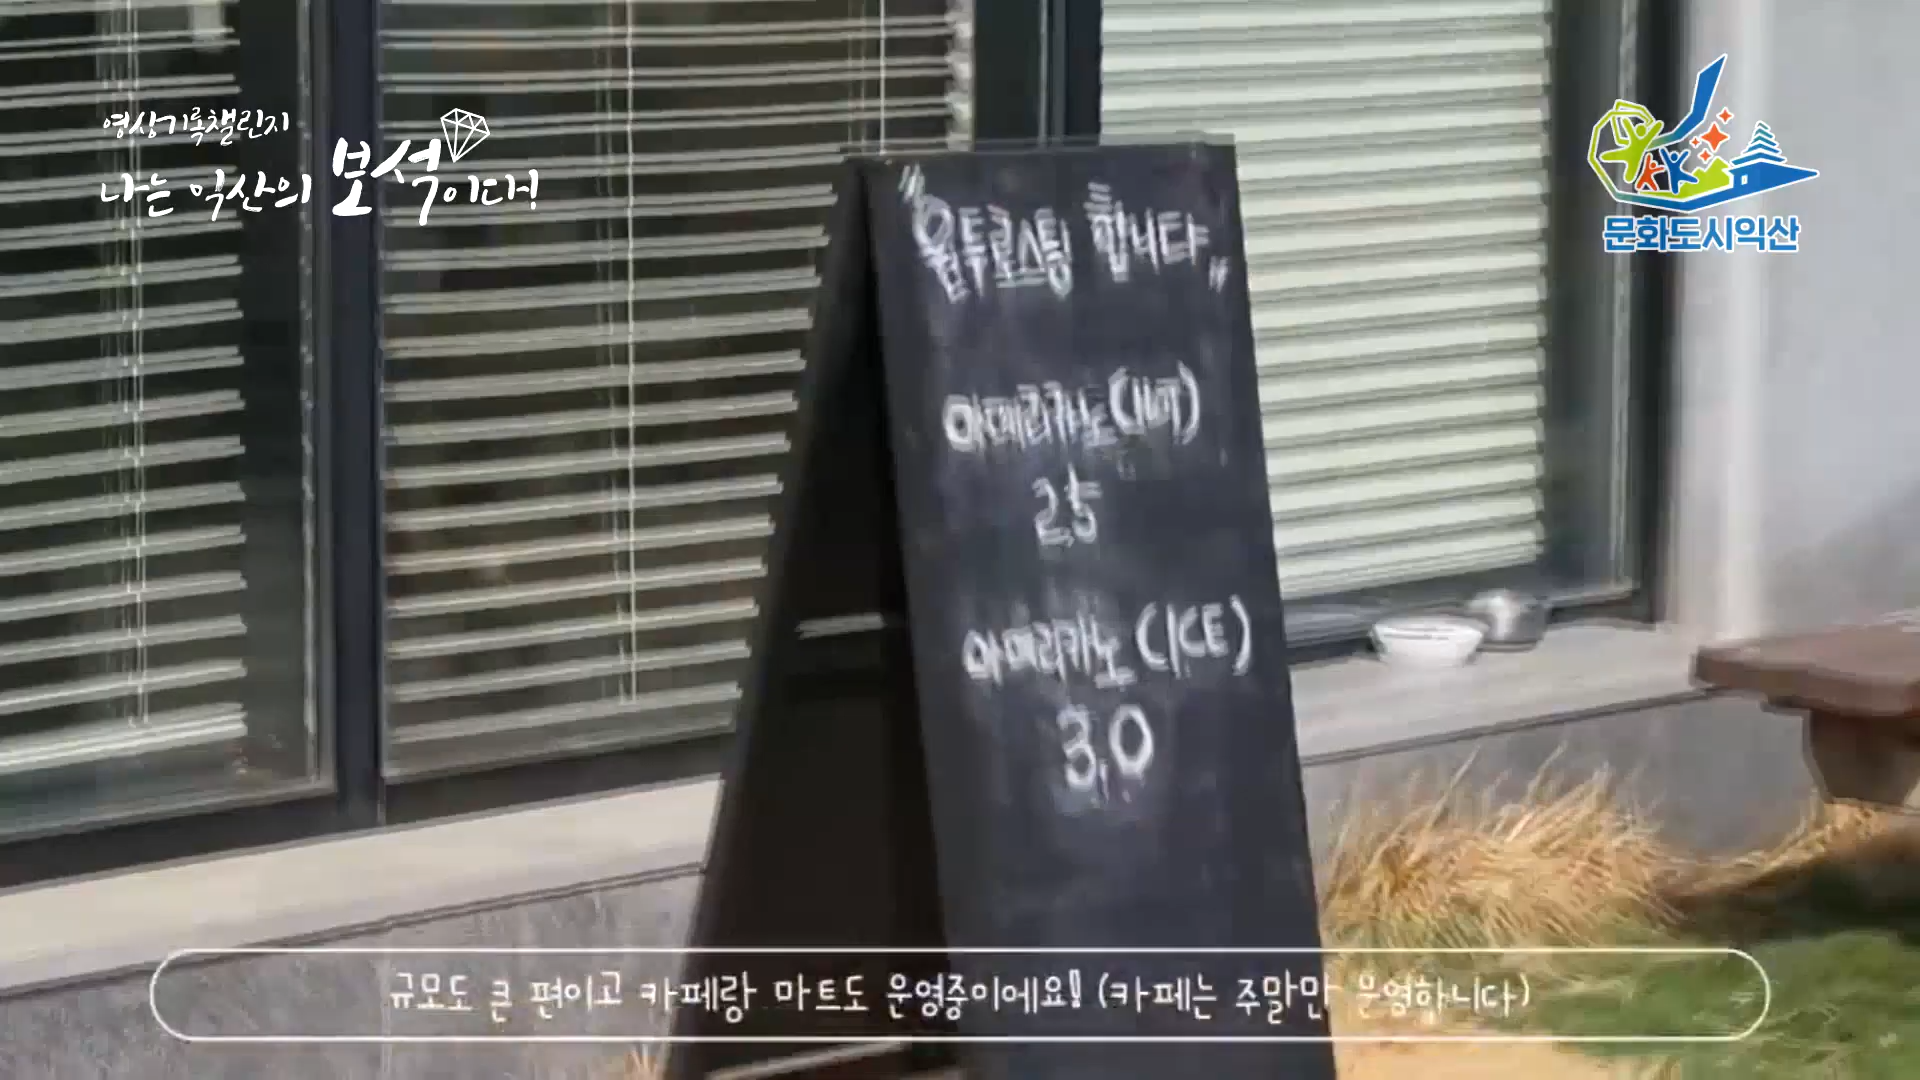 영상기록챌린지
나는 익산의 보석이다!
문화도시익산
"원두로스팅 합니다"
아메리카노(HOT)
2.5
아메리카노(ICE)
3.0
규모도 큰 편이고 카페랑 마트도 운영중이에요! (카페는 주말만 운영합니다)